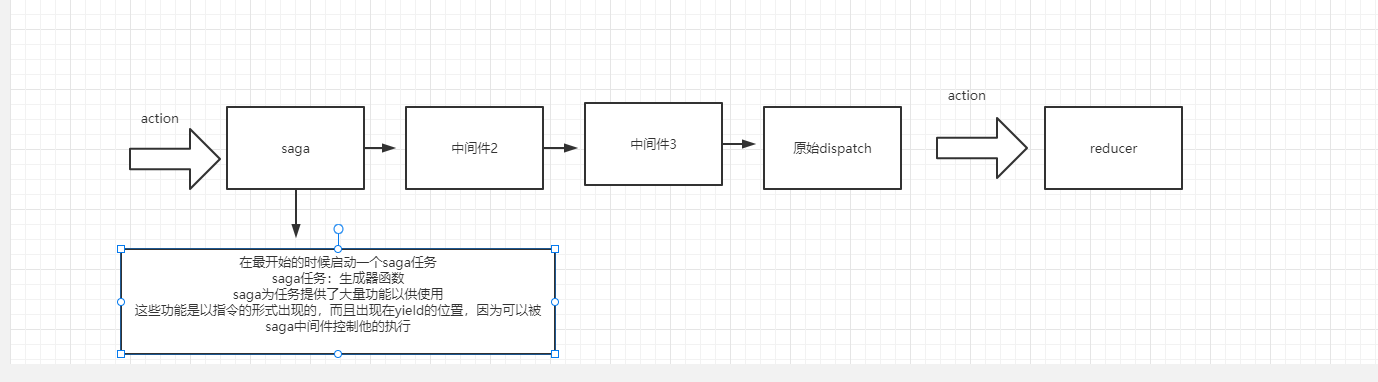 action
action
saga
中间件2
中间件3
原始dispatch
reducer
在最开始的时候启动一个saga任务
saga任务：生成器函数
saga为任务提供了大量功能以供使用
这些功能是以指令的形式出现的，而且出现在yield的位置，因为可以被
saga中间件控制他的执行